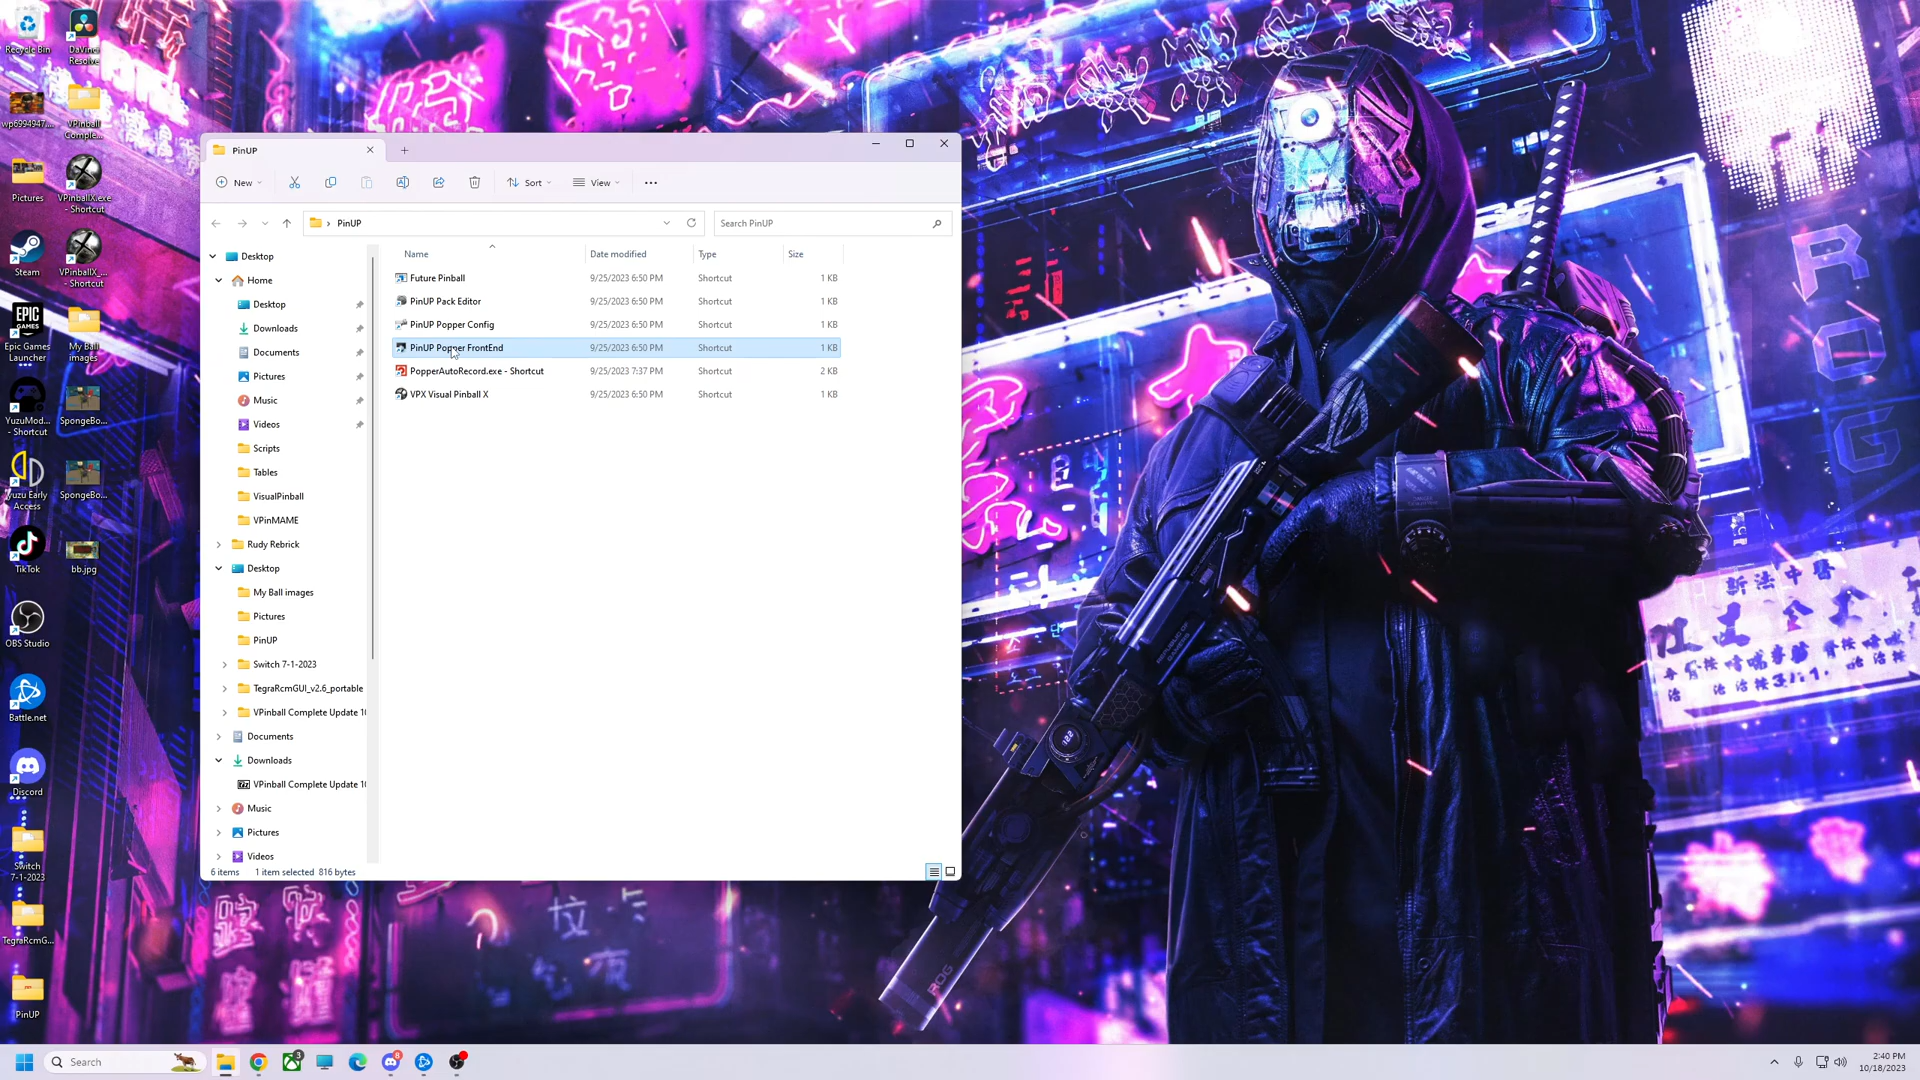 Recycle Bin
DaVinci
Resolve
wp6994947....
VPinball
Comple...
Pictures
VPinballX.exe
- Shortcut
Steam
VPinballX_...
- Shortcut
Epic Games
Launcher
My Ball
images
YuzuMod...
- Shortcut
SpongeBo...
yuzu Early
Access
SpongeBo...
TikTok
bb.jpg
OBS Studio
Battle.net
Discord
Switch
7-1-2023
TegraRcmG...
PinUP
PinUP
New
Sort
View
PinUP
Search PinUP
Name
Date modified
Type
Size
Future Pinball
9/25/2023 6:50 PM
Shortcut
1 KB
PinUP Pack Editor
9/25/2023 6:50 PM
Shortcut
1 KB
PinUP Popper Config
9/25/2023 6:50 PM
Shortcut
1 KB
PinUP Popper FrontEnd
9/25/2023 6:50 PM
Shortcut
1 KB
PopperAutoRecord.exe - Shortcut
9/25/2023 7:37 PM
Shortcut
2 KB
VPX Visual Pinball X
9/25/2023 6:50 PM
Shortcut
1 KB
Desktop
Home
Desktop
Downloads
Documents
Pictures
Music
Videos
Scripts
Tables
VisualPinball
VPinMAME
Rudy Rebrick
Desktop
My Ball images
Pictures
PinUP
Switch 7-1-2023
TegraRcmGUI_v2.6_portable
VPinball Complete Update 10
Documents
Downloads
VPinball Complete Update 10
Music
Pictures
Videos
6 items
1 item selected 816 bytes
ROG
ROG
Search
3
8
2:40 PM
10/18/2023